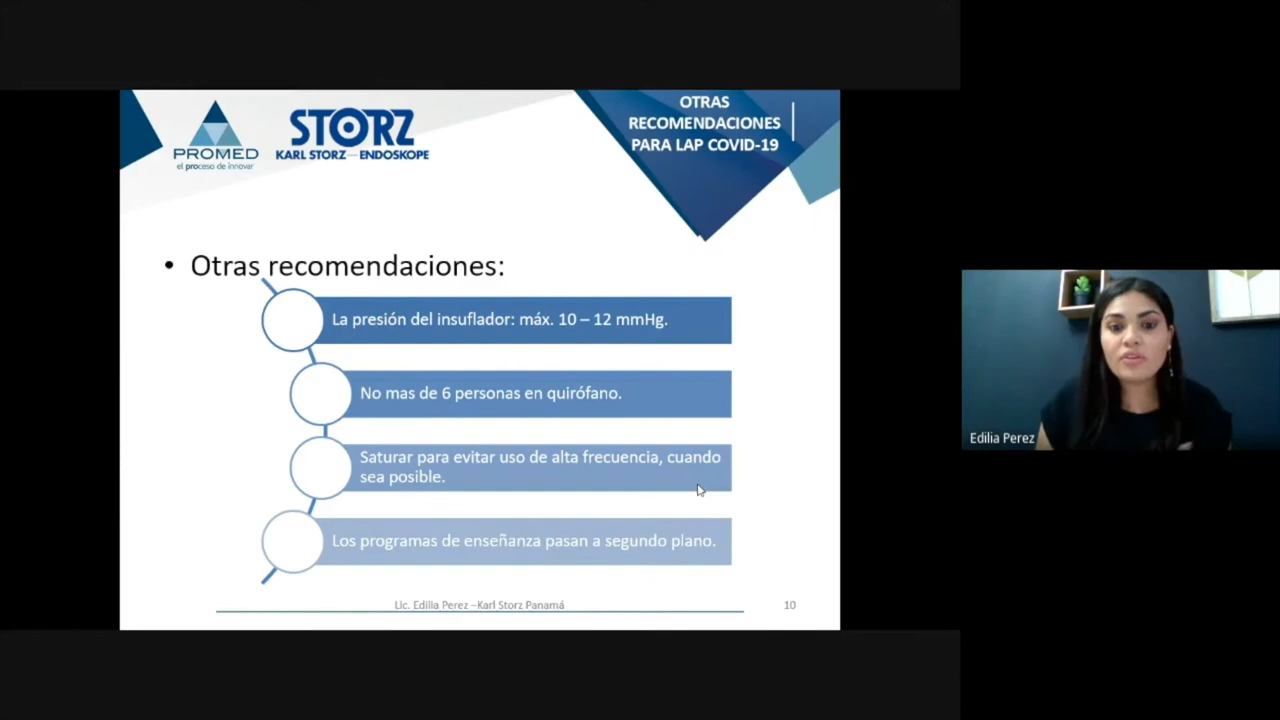 PROMED
el proceso de innovar
STORZ
KARL STORZ—ENDOSKOPE
OTRAS
RECOMENDACIONES
PARA LAP COVID-19
• Otras recomendaciones:
La presión del insuflador: máx. 10 – 12 mmHg.
No mas de 6 personas en quirófano.
Saturar para evitar uso de alta frecuencia, cuando
sea posible.
Los programas de enseñanza pasan a segundo plano.
Lic. Edilia Perez –Karl Storz Panamá
10
Edilia Perez